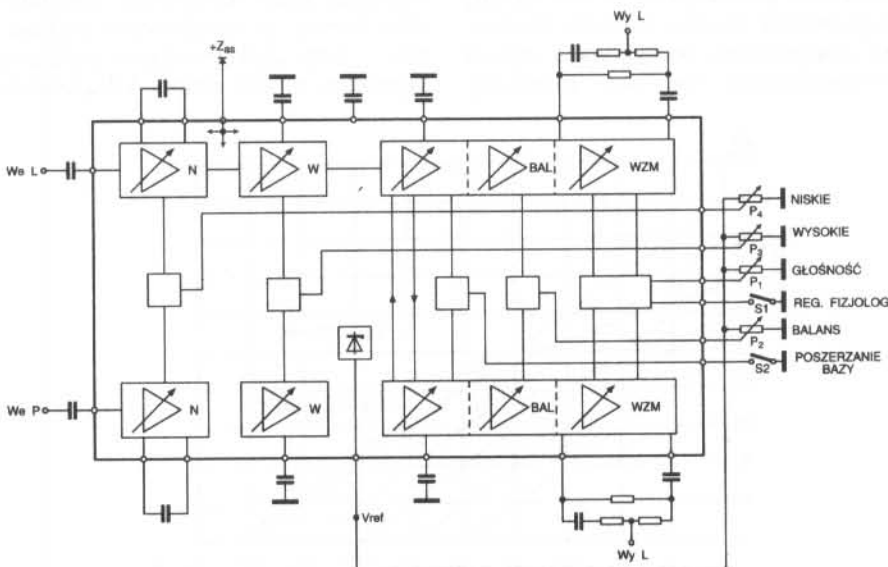 Wy L
+Zas
N
W
BAL
WZM
We L
P4
NISKIE
P3
WYSOKIE
P1
GŁOŚNOŚĆ
S1
REG. FIZJOLOG
P2
BALANS
S2
POSZERZANIE
BAZY
N
W
BAL
WZM
We P
Vref
Wy L